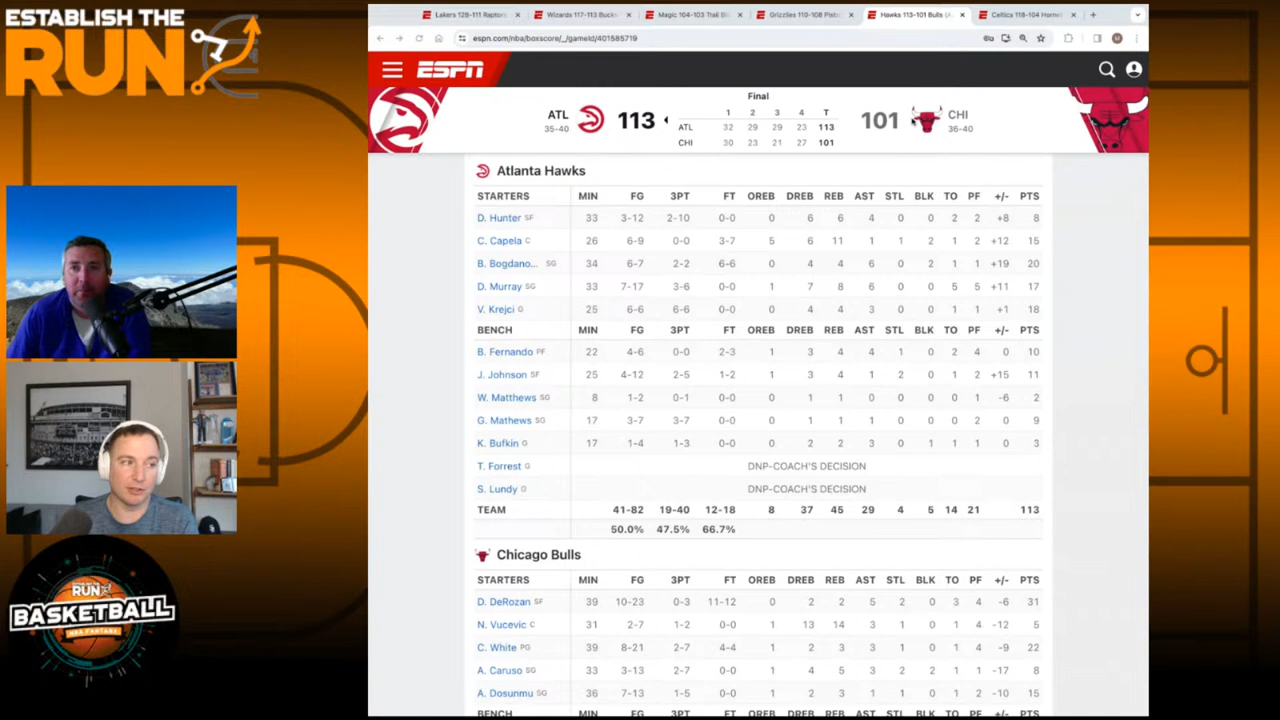 ESTABLISH THE
RUN
Lakers 128-111 Raptors
Wizards 117-113 Bucks
Magic 104-103 Trail Bl
Grizzlies 110-108 Pisto
Hawks 113-101 Bulls (A
Celtics 118-104 Hornet
espn.com/nba/boxscore/_/gameId/401585719
ESPN
Final
ATL 113 1 2 3 4 T 101 CHI
35-40 ATL 32 29 29 23 113 36-40
CHI 30 23 21 27 101
Atlanta Hawks
STARTERS MIN FG 3PT FT OREB DREB REB AST STL BLK TO PF +/- PTS
D. Hunter SF 33 3-12 2-10 0-0 0 6 6 4 0 0 2 2 +8 8
C. Capela C 26 6-9 0-0 3-7 5 6 11 1 1 2 1 2 +12 15
B. Bogdano... SG 34 6-7 2-2 6-6 0 4 4 6 0 2 1 1 +19 20
D. Murray SG 33 7-17 3-6 0-0 1 7 8 6 0 0 5 5 +11 17
V. Krejci G 25 6-6 6-6 0-0 0 4 4 3 0 0 1 1 +1 18
BENCH MIN FG 3PT FT OREB DREB REB AST STL BLK TO PF +/- PTS
B. Fernando PF 22 4-6 0-0 2-3 1 3 4 4 1 0 2 4 0 10
J. Johnson SF 25 4-12 2-5 1-2 1 3 4 1 2 0 1 2 +15 11
W. Matthews SG 8 1-2 0-1 0-0 0 1 1 0 0 0 0 1 -6 2
G. Mathews SG 17 3-7 3-7 0-0 0 1 1 1 0 0 0 2 0 9
K. Bufkin G 17 1-4 1-3 0-0 0 2 2 3 0 1 1 1 0 3
T. Forrest G DNP-COACH'S DECISION
S. Lundy G DNP-COACH'S DECISION
TEAM 41-82 19-40 12-18 8 37 45 29 4 5 14 21 113
50.0% 47.5% 66.7%
Chicago Bulls
STARTERS MIN FG 3PT FT OREB DREB REB AST STL BLK TO PF +/- PTS
D. DeRozan SF 39 10-23 0-3 11-12 0 2 2 5 2 0 3 4 -6 31
N. Vucevic C 31 2-7 1-2 0-0 1 13 14 3 1 0 1 4 -12 5
C. White PG 39 8-21 2-7 4-4 1 2 3 3 1 0 1 4 -9 22
A. Caruso SG 33 3-13 2-7 0-0 1 4 5 3 2 2 1 1 -17 8
A. Dosunmu SG 36 7-13 1-5 0-0 1 2 3 1 1 0 1 2 -10 15
BENCH MIN FG 3PT FT OREB DREB REB AST STL BLK TO PF +/- PTS
ESTABLISH THE
RUN
BASKETBALL
NBA FANTASY